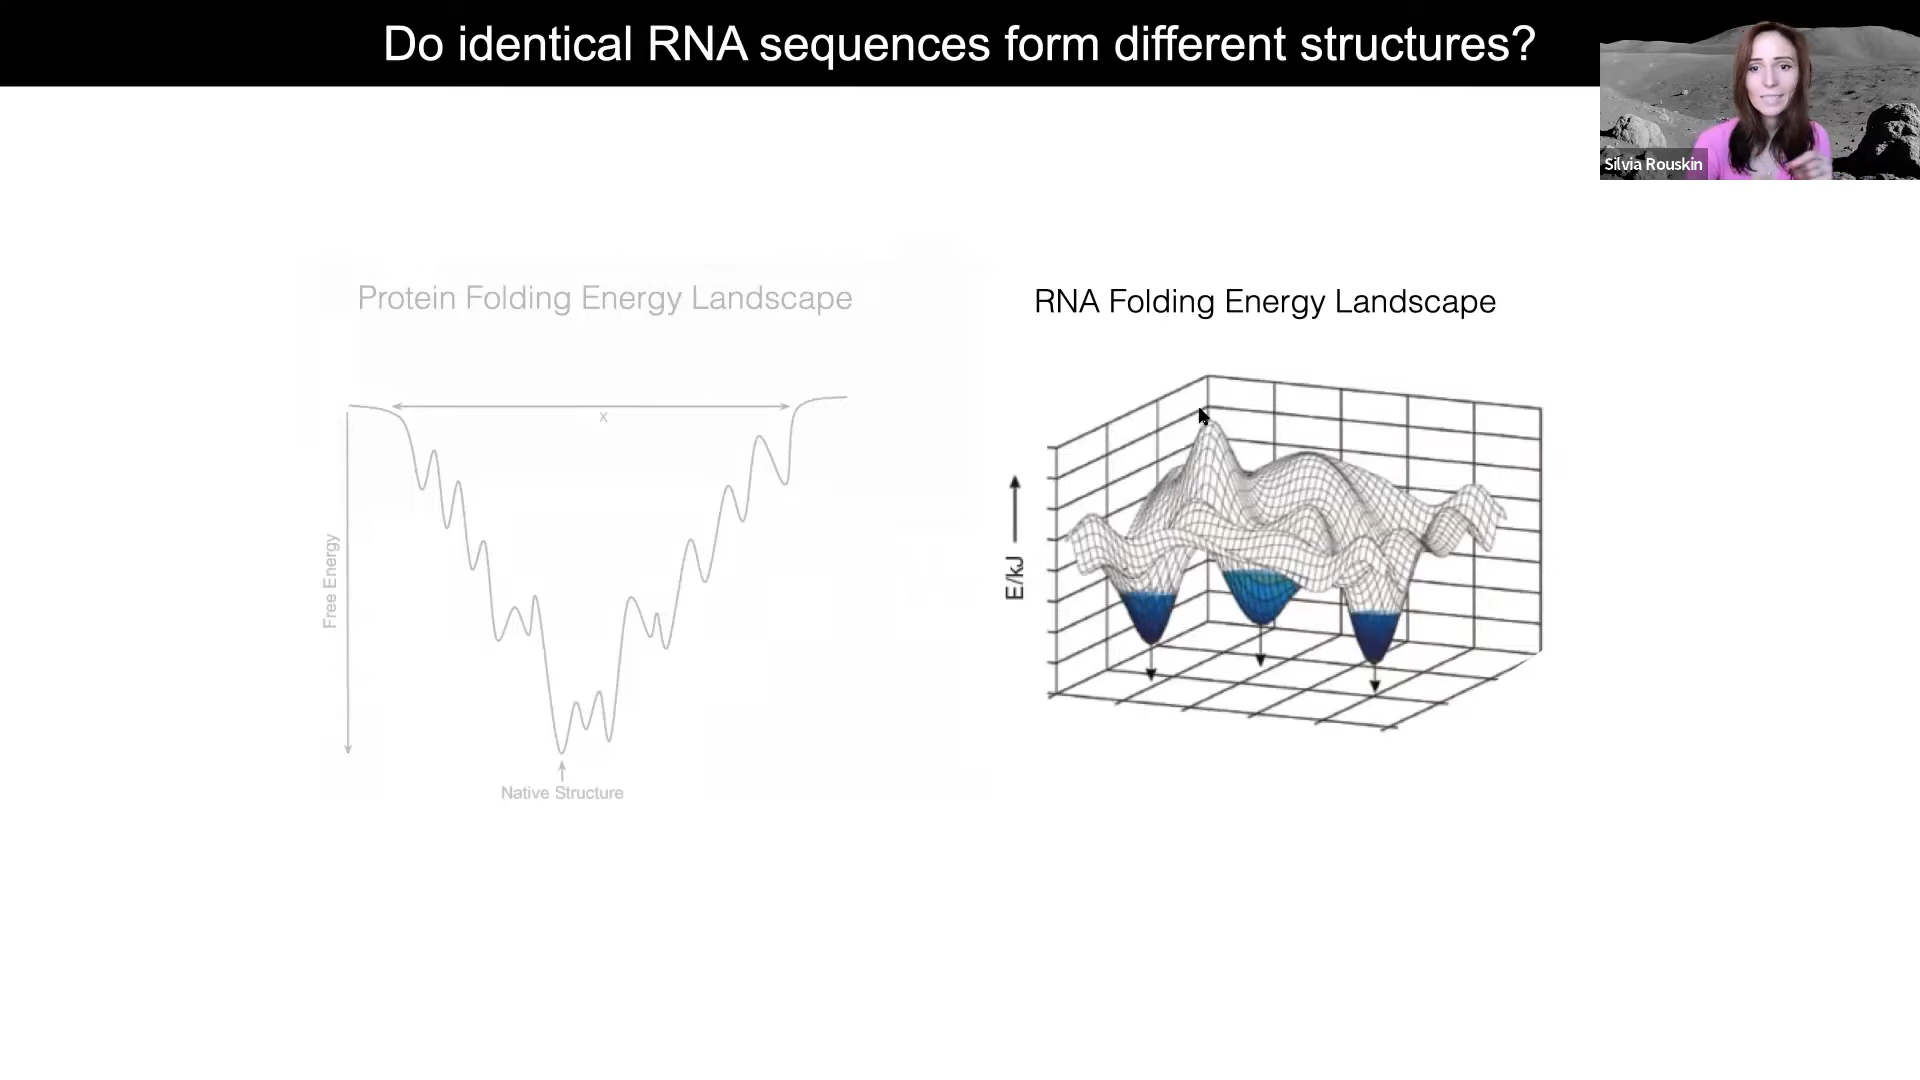 Do identical RNA sequences form different structures?
Silvia Rouskin
Protein Folding Energy Landscape
RNA Folding Energy Landscape
x
Free Energy
E/kJ
Native Structure